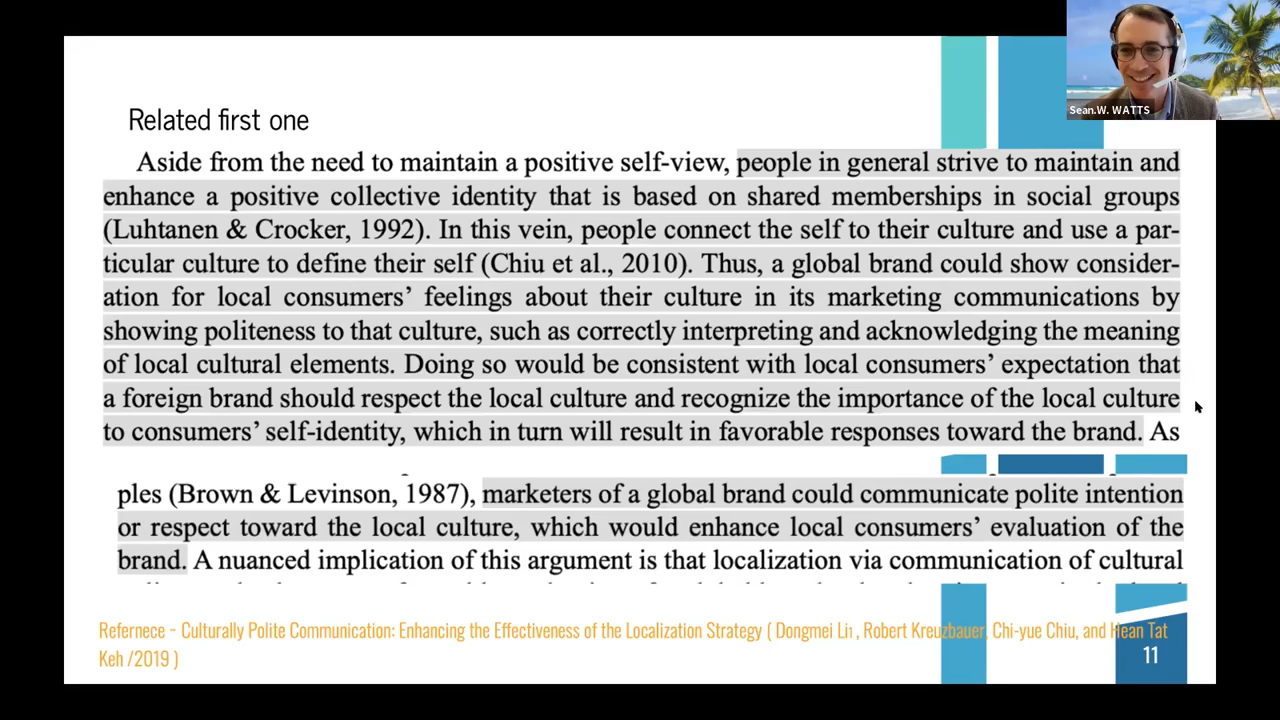 Sean.W. WATTS
Related first one
Aside from the need to maintain a positive self-view, people in general strive to maintain and
enhance a positive collective identity that is based on shared memberships in social groups
(Luhtanen & Crocker, 1992). In this vein, people connect the self to their culture and use a par-
ticular culture to define their self (Chiu et al., 2010). Thus, a global brand could show consider-
ation for local consumers’ feelings about their culture in its marketing communications by
showing politeness to that culture, such as correctly interpreting and acknowledging the meaning
of local cultural elements. Doing so would be consistent with local consumers’ expectation that
a foreign brand should respect the local culture and recognize the importance of the local culture
to consumers’ self-identity, which in turn will result in favorable responses toward the brand. As
ples (Brown & Levinson, 1987), marketers of a global brand could communicate polite intention
or respect toward the local culture, which would enhance local consumers’ evaluation of the
brand. A nuanced implication of this argument is that localization via communication of cultural
Refernece - Culturally Polite Communication: Enhancing the Effectiveness of the Localization Strategy ( Dongmei Li1 , Robert Kreuzbauer, Chi-yue Chiu, and Hean Tat
Keh /2019 )
11